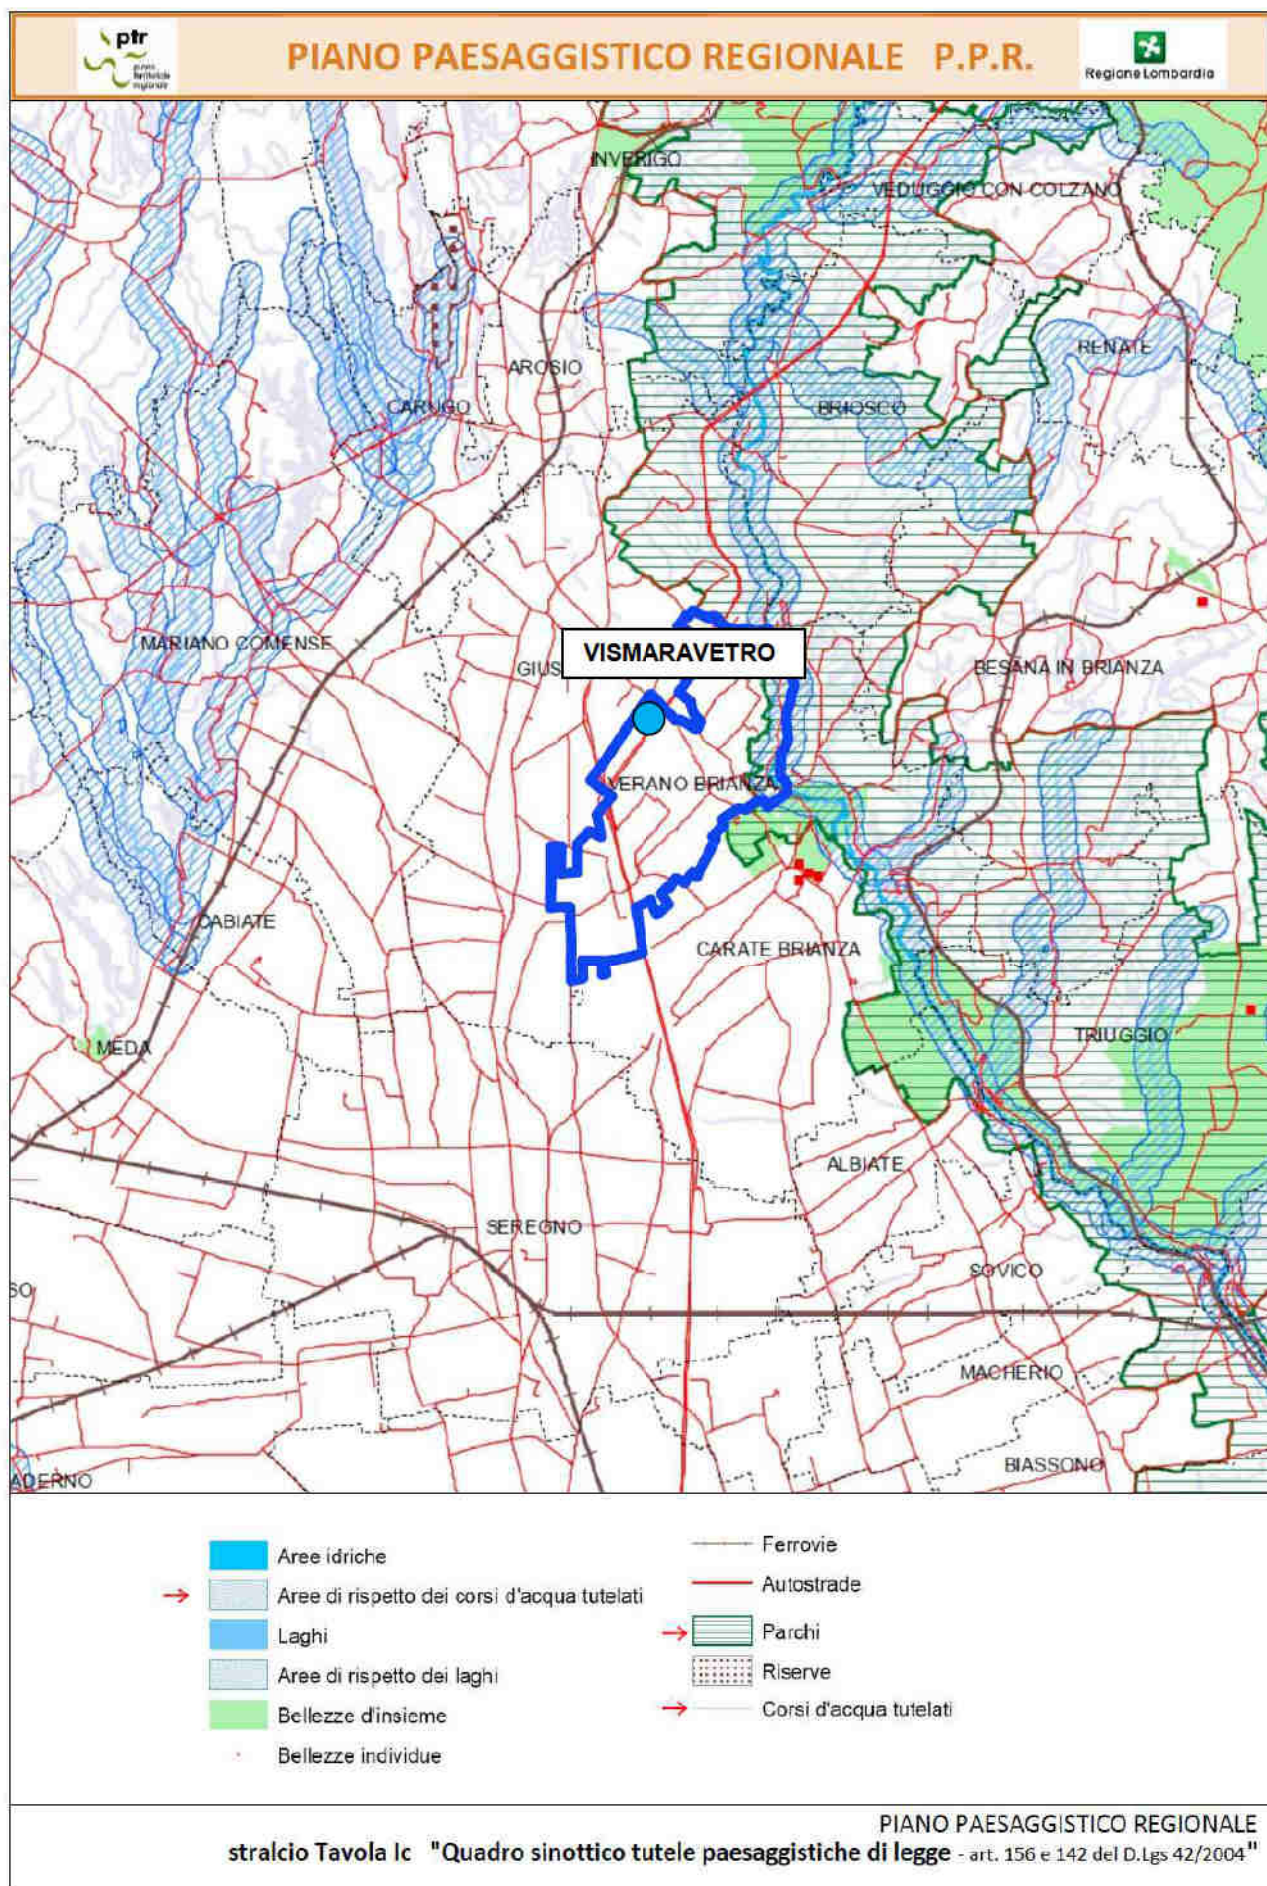 ptr
piano
territoriale
regionale
PIANO PAESAGGISTICO REGIONALE P.P.R.
Regione Lombardia
INVERIGO
VEDUGGIO CON COLZANO
RENATE
AROSIO
CARUGO
BRIOSCO
MARIANO COMENSE
VISMARAVETRO
GIUS
BESANA IN BRIANZA
VERANO BRIANZA
CABIATE
CARATE BRIANZA
MEDA
TRIUGGIO
ALBIATE
SEREGNO
SOVICO
SO
MACHERIO
BIASSONO
ADERNO
Aree idriche
Aree di rispetto dei corsi d'acqua tutelati
Laghi
Aree di rispetto dei laghi
Bellezze d'insieme
Bellezze individue
Ferrovie
Autostrade
Parchi
Riserve
Corsi d'acqua tutelati
PIANO PAESAGGISTICO REGIONALE
stralcio Tavola Ic "Quadro sinottico tutele paesaggistiche di legge - art. 156 e 142 del D.Lgs 42/2004"